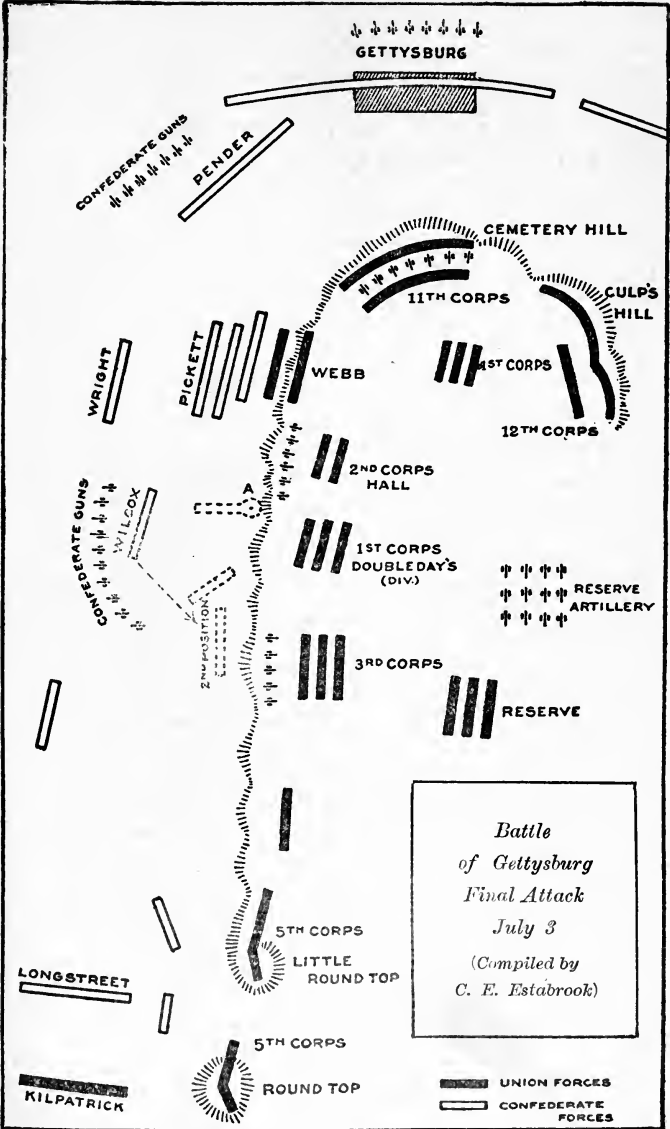 GETTYSBURG
CONFEDERATE GUNS
PENDER
CEMETERY HILL
11TH CORPS
CULP'S
HILL
WRIGHT
PICKETT
WEBB
1ST CORPS
12TH CORPS
2ND CORPS
HALL
A
CONFEDERATE GUNS
WILCOX
1ST CORPS
DOUBLEDAY'S
(DIV.)
RESERVE
ARTILLERY
2ND POSITION
3RD CORPS
RESERVE
Battle
of Gettysburg
Final Attack
July 3
(Compiled by
C. E. Estabrook)
5TH CORPS
LITTLE
ROUND TOP
LONGSTREET
5TH CORPS
ROUND TOP
KILPATRICK
UNION FORCES
CONFEDERATE
FORCES